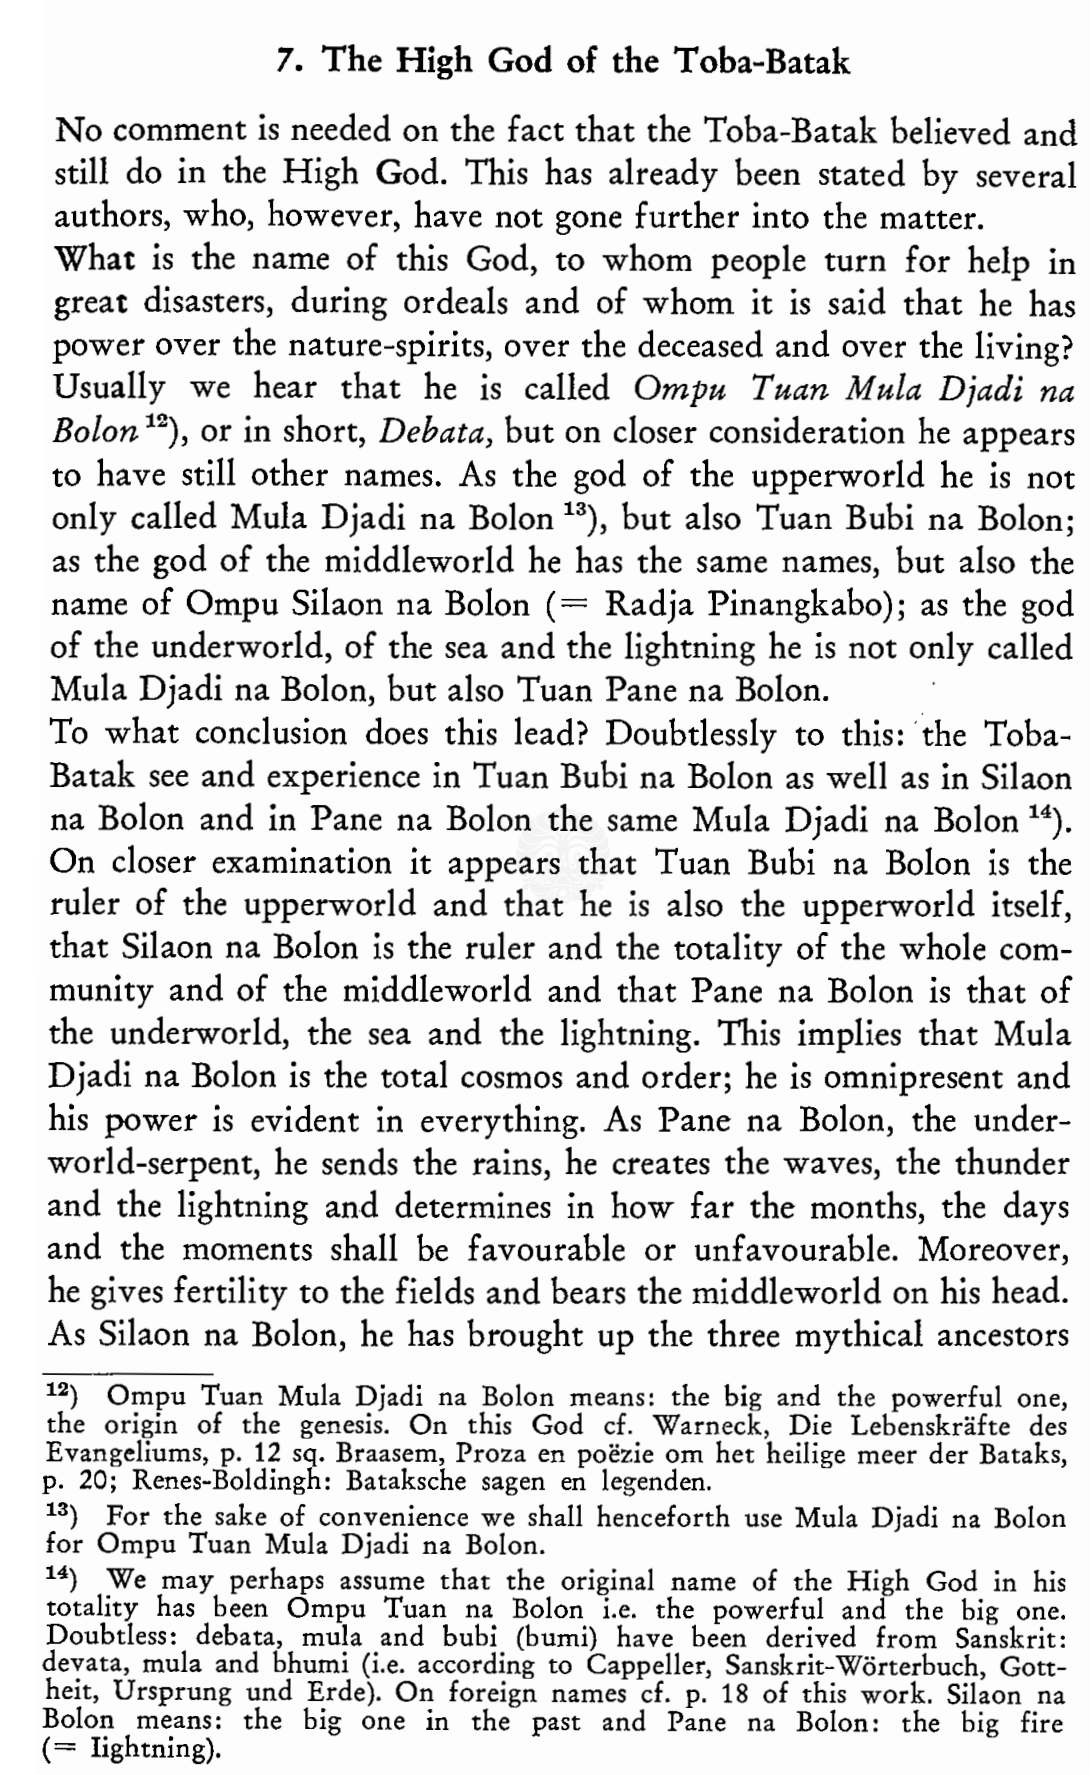 7. The High God of the Toba-Batak
No comment is needed on the fact that the Toba-Batak believed and
still do in the High God. This has already been stated by several
authors, who, however, have not gone further into the matter.
What is the name of this God, to whom people turn for help in
great disasters, during ordeals and of whom it is said that he has
power over the nature-spirits, over the deceased and over the living?
Usually we hear that he is called Ompu Tuan Mula Djadi na
Bolon ¹²), or in short, Debata, but on closer consideration he appears
to have still other names. As the god of the upperworld he is not
only called Mula Djadi na Bolon ¹³), but also Tuan Bubi na Bolon;
as the god of the middleworld he has the same names, but also the
name of Ompu Silaon na Bolon (= Radja Pinangkabo); as the god
of the underworld, of the sea and the lightning he is not only called
Mula Djadi na Bolon, but also Tuan Pane na Bolon.
To what conclusion does this lead? Doubtlessly to this: the Toba-
Batak see and experience in Tuan Bubi na Bolon as well as in Silaon
na Bolon and in Pane na Bolon the same Mula Djadi na Bolon ¹⁴).
On closer examination it appears that Tuan Bubi na Bolon is the
ruler of the upperworld and that he is also the upperworld itself,
that Silaon na Bolon is the ruler and the totality of the whole com-
munity and of the middleworld and that Pane na Bolon is that of
the underworld, the sea and the lightning. This implies that Mula
Djadi na Bolon is the total cosmos and order; he is omnipresent and
his power is evident in everything. As Pane na Bolon, the under-
world-serpent, he sends the rains, he creates the waves, the thunder
and the lightning and determines in how far the months, the days
and the moments shall be favourable or unfavourable. Moreover,
he gives fertility to the fields and bears the middleworld on his head.
As Silaon na Bolon, he has brought up the three mythical ancestors
¹²) Ompu Tuan Mula Djadi na Bolon means: the big and the powerful one,
the origin of the genesis. On this God cf. Warneck, Die Lebenskräfte des
Evangeliums, p. 12 sq. Braasem, Proza en poëzie om het heilige meer der Bataks,
p. 20; Renes-Boldingh: Bataksche sagen en legenden.
¹³) For the sake of convenience we shall henceforth use Mula Djadi na Bolon
for Ompu Tuan Mula Djadi na Bolon.
¹⁴) We may perhaps assume that the original name of the High God in his
totality has been Ompu Tuan na Bolon i.e. the powerful and the big one.
Doubtless: debata, mula and bubi (bumi) have been derived from Sanskrit:
devata, mula and bhumi (i.e. according to Cappeller, Sanskrit-Wörterbuch, Gott-
heit, Ursprung und Erde). On foreign names cf. p. 18 of this work. Silaon na
Bolon means: the big one in the past and Pane na Bolon: the big fire
(= lightning).